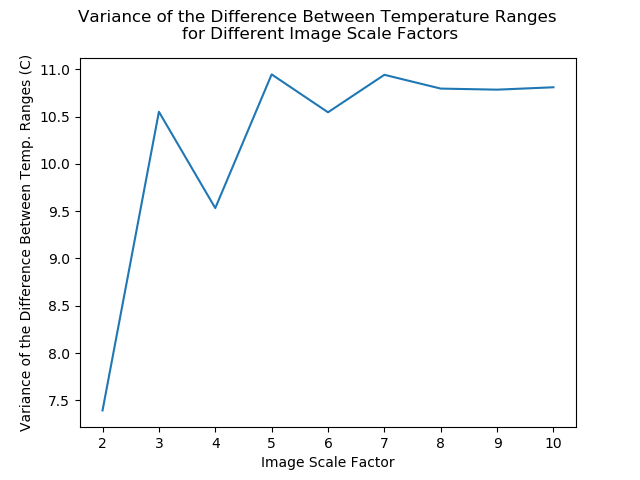 Variance of the Difference Between Temperature Ranges
for Different Image Scale Factors
Variance of the Difference Between Temp. Ranges (C)
11.0
10.5
10.0
9.5
9.0
8.5
8.0
7.5
2 3 4 5 6 7 8 9 10
Image Scale Factor